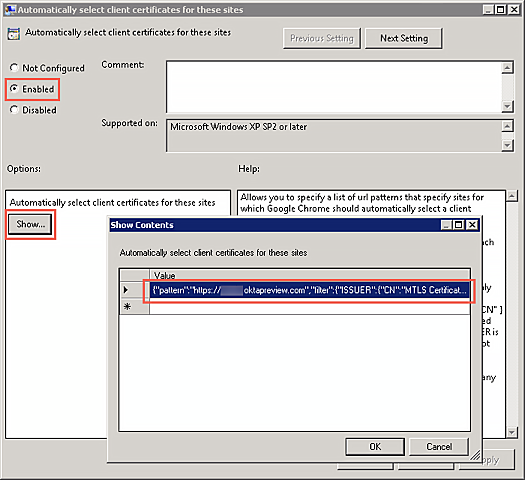 Automatically select client certificates for these sites
Automatically select client certificates for these sites
Previous Setting
Next Setting
Not Configured
Comment:
Enabled
Disabled
Supported on:
Microsoft Windows XP SP2 or later
Options:
Help:
Automatically select client certificates for these sites
Show...
Allows you to specify a list of url patterns that specify sites for
which Google Chrome should automatically select a client
Show Contents
Automatically select client certificates for these sites
Value
{"pattern":"https:// oktapreview.com","filter":{"ISSUER":{"CN":"MTLS Certificat...
"CN" }
OK
Cancel